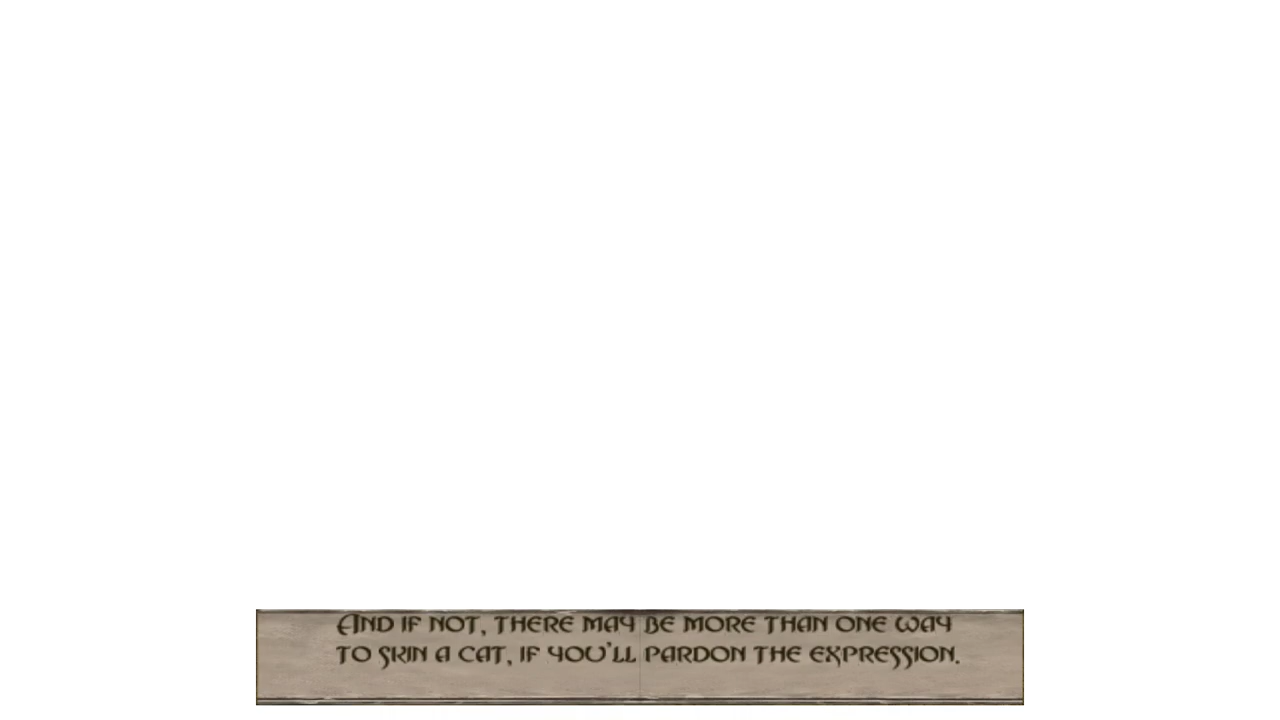 And if not, there may be more than one way
to skin a cat, if you'll pardon the expression.